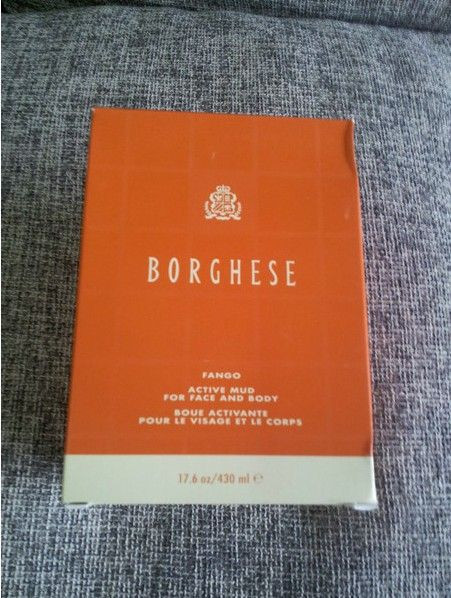 BORGHESE
FANGO
ACTIVE MUD
FOR FACE AND BODY
BOUE ACTIVANTE
POUR LE VISAGE ET LE CORPS
17.6 oz/430 ml ℮